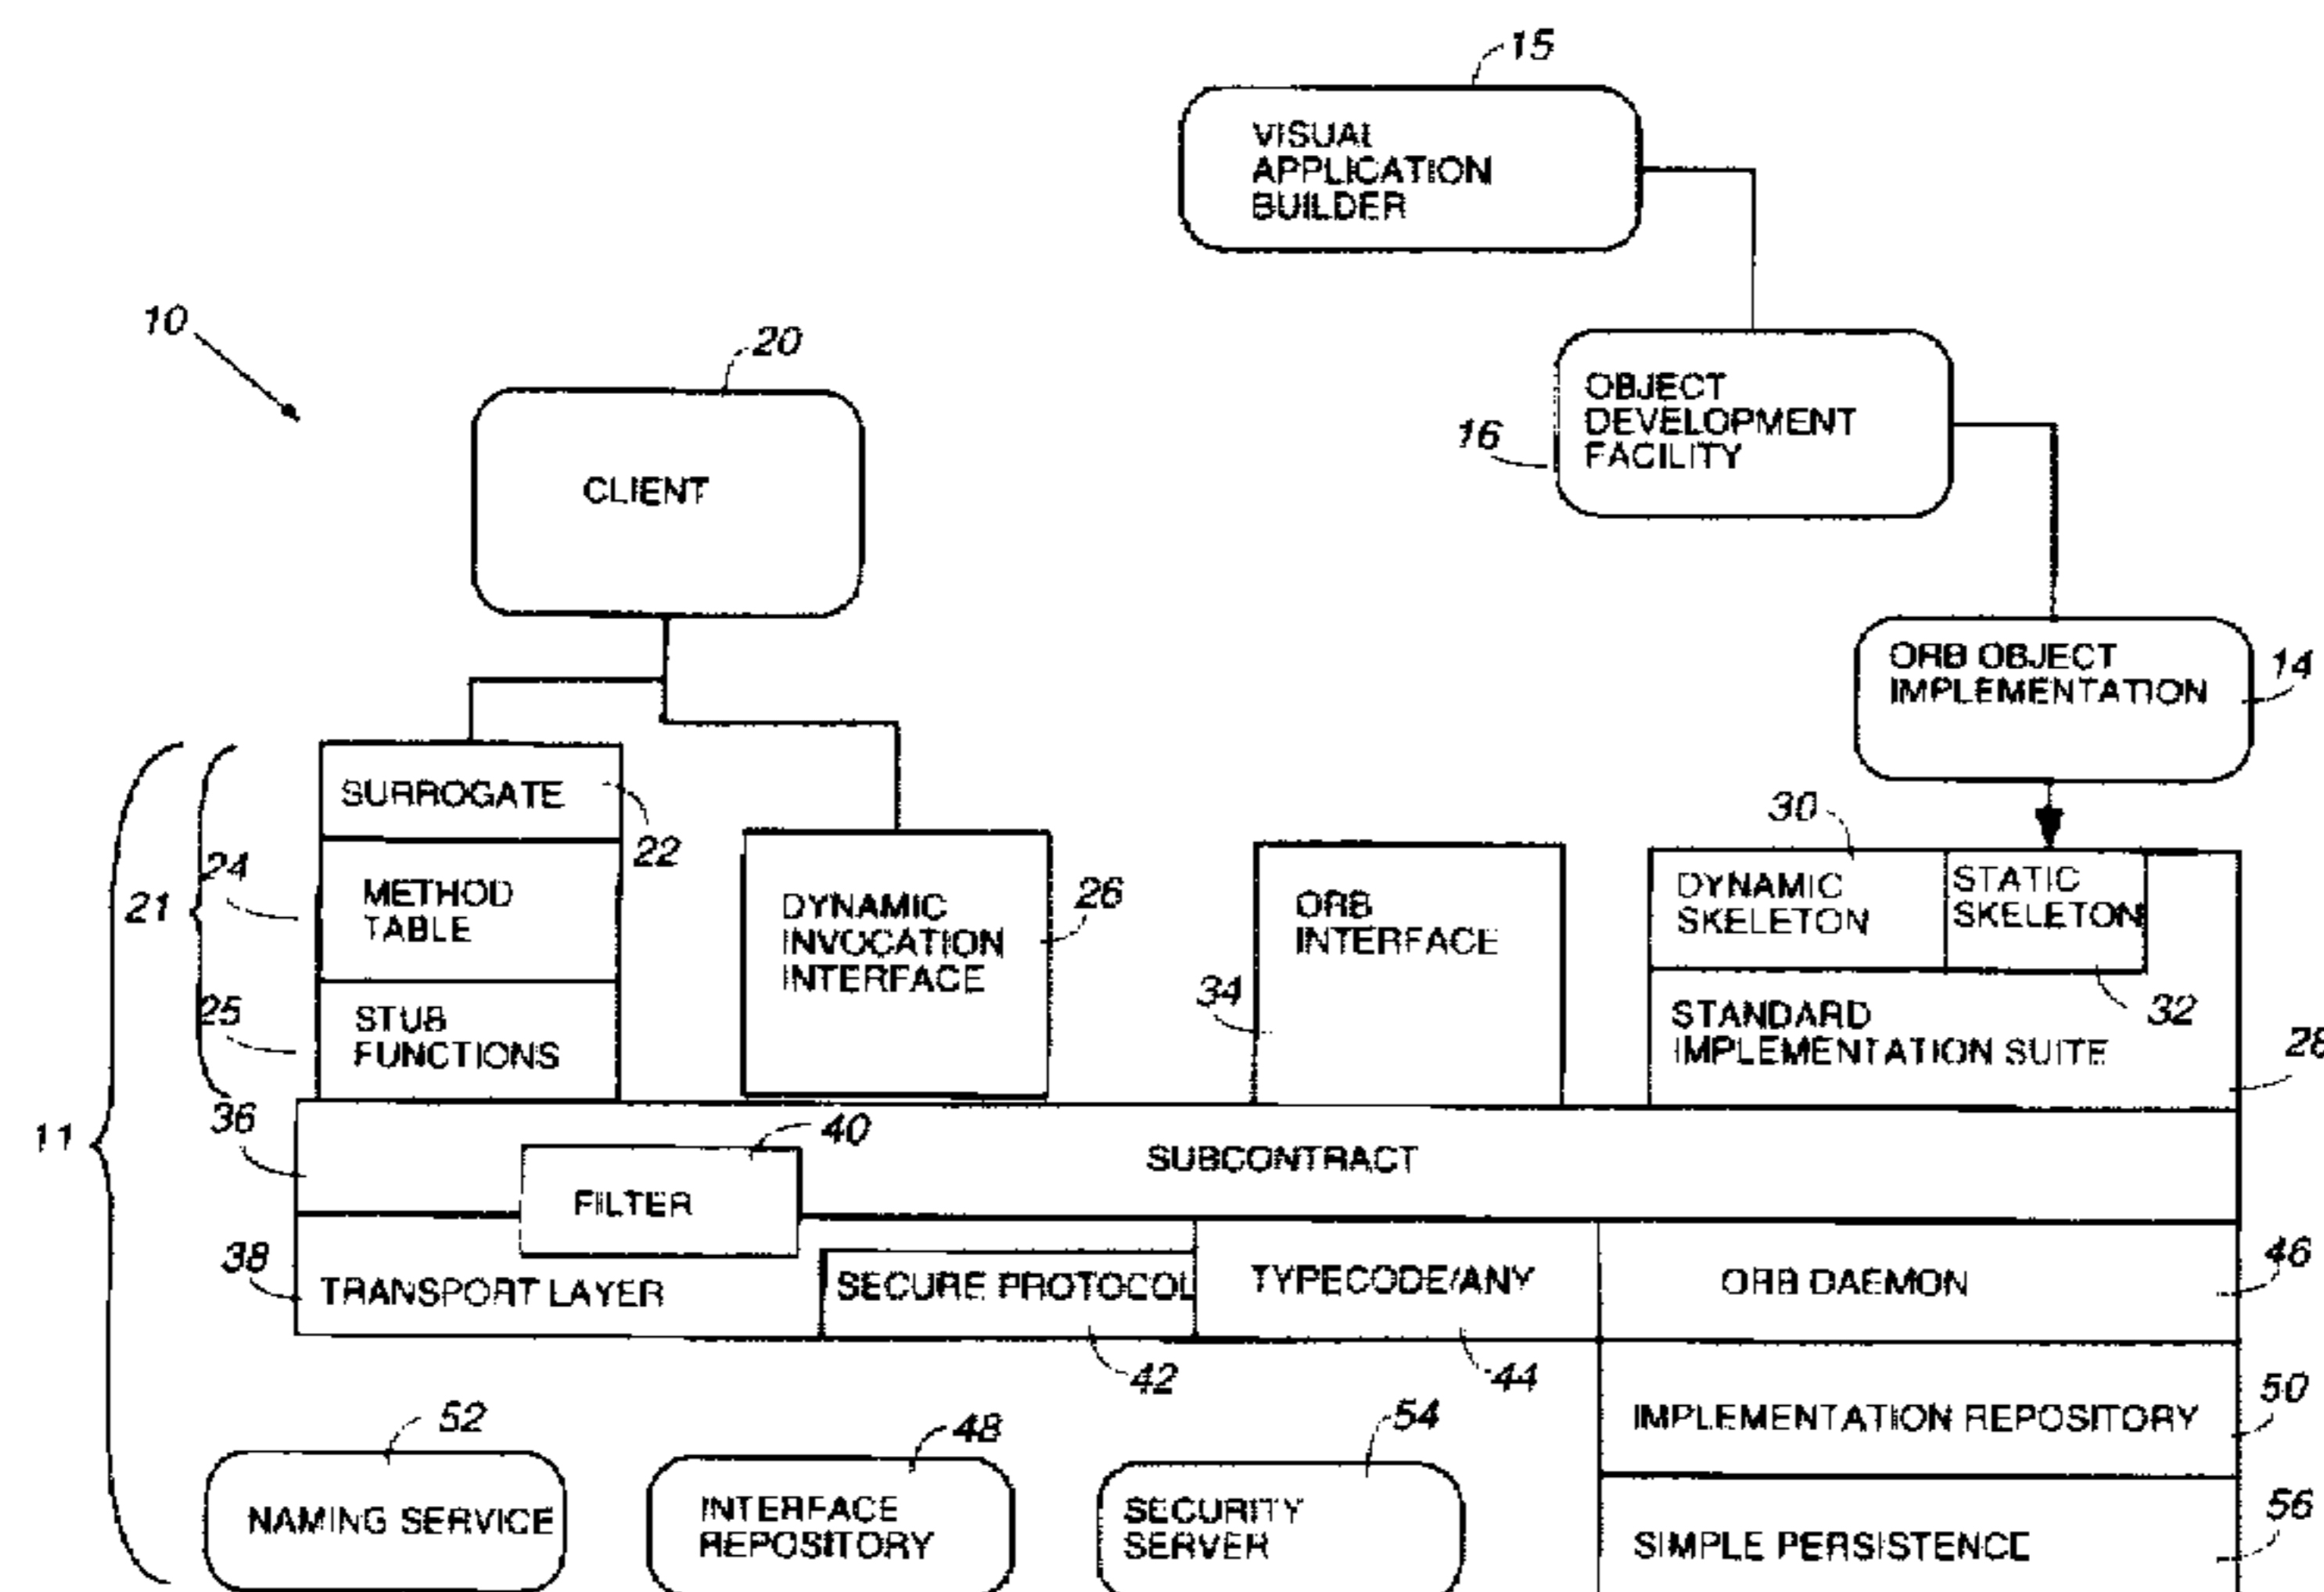 15
VISUAL
APPLICATION
BUILDER
10
20
OBJECT
DEVELOPMENT
FACILITY
16
CLIENT
ORB OBJECT
IMPLEMENTATION
14
SURROGATE
22
24
METHOD
TABLE
21
25
STUB
FUNCTIONS
DYNAMIC
INVOCATION
INTERFACE
26
ORB
INTERFACE
34
30
DYNAMIC
SKELETON
STATIC
SKELETON
32
STANDARD
IMPLEMENTATION SUITE
28
11
36
40
SUBCONTRACT
FILTER
38
TRANSPORT LAYER
SECURE PROTOCOL
TYPECODE/ANY
ORB DAEMON
46
42
44
IMPLEMENTATION REPOSITORY
50
52
48
54
NAMING SERVICE
INTERFACE
REPOSITORY
SECURITY
SERVER
SIMPLE PERSISTENCE
56